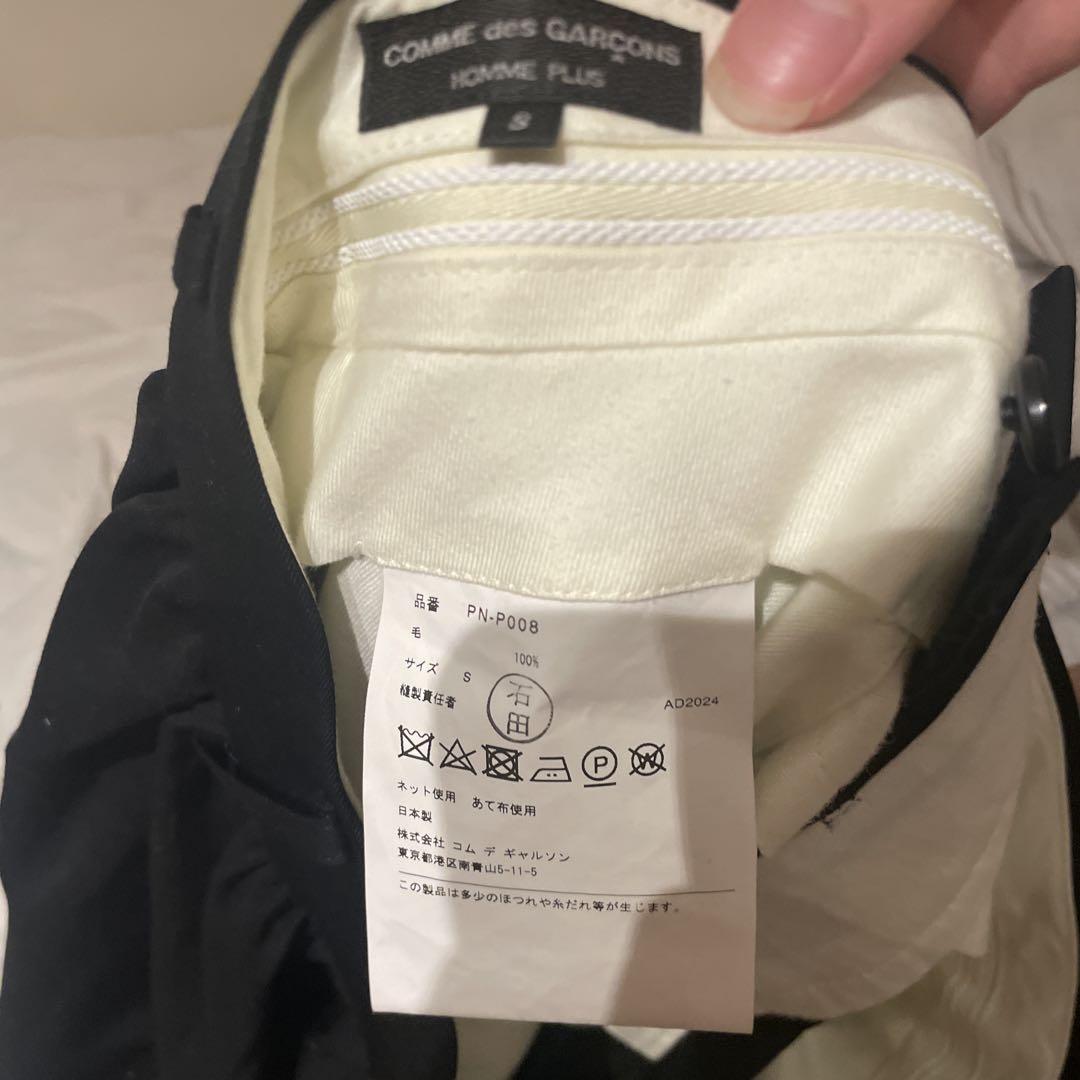 COMME des GARÇONS
HOMME PLUS
S
品番 PN-P008
毛 100%
サイズ S
縫製責任者 石田
AD2024
P W
ネット使用 あて布使用
日本製
株式会社 コム デ ギャルソン
東京都港区南青山5-11-5
この製品は多少のほつれや糸だれ等が生じます。